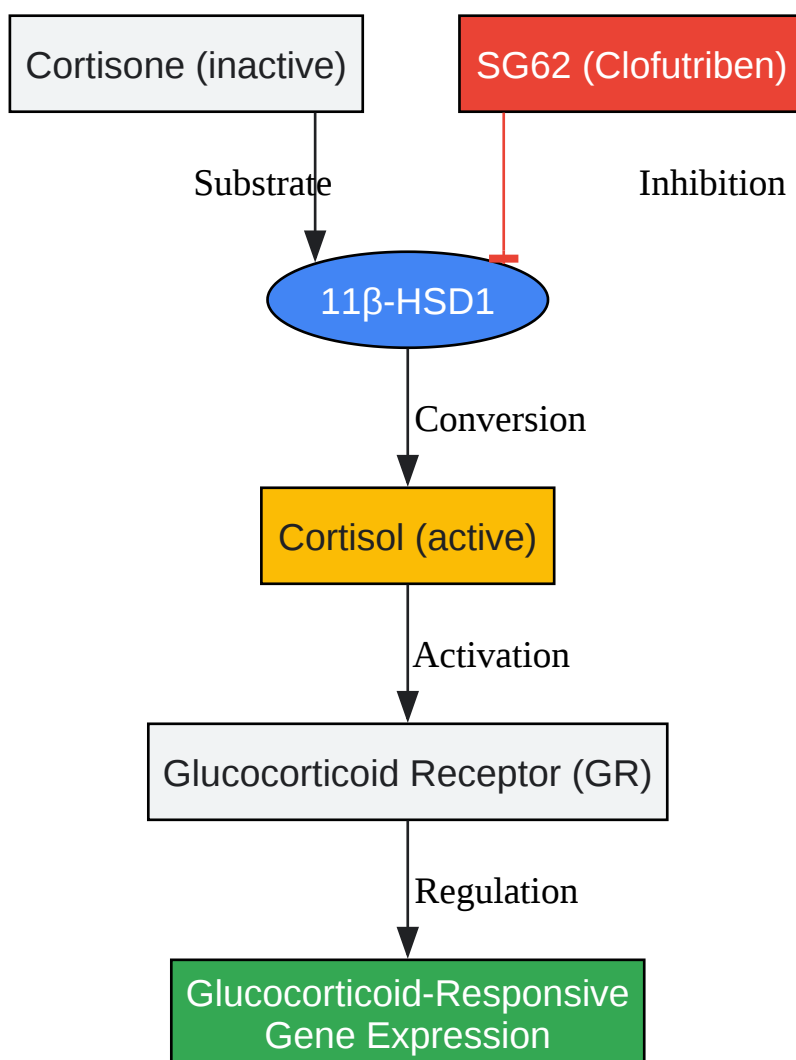 Cortisone (inactive)
SG62 (Clofutriben)
Substrate
Inhibition
11β-HSD1
Conversion
Cortisol (active)
Activation
Glucocorticoid Receptor (GR)
Regulation
Glucocorticoid-Responsive
Gene Expression